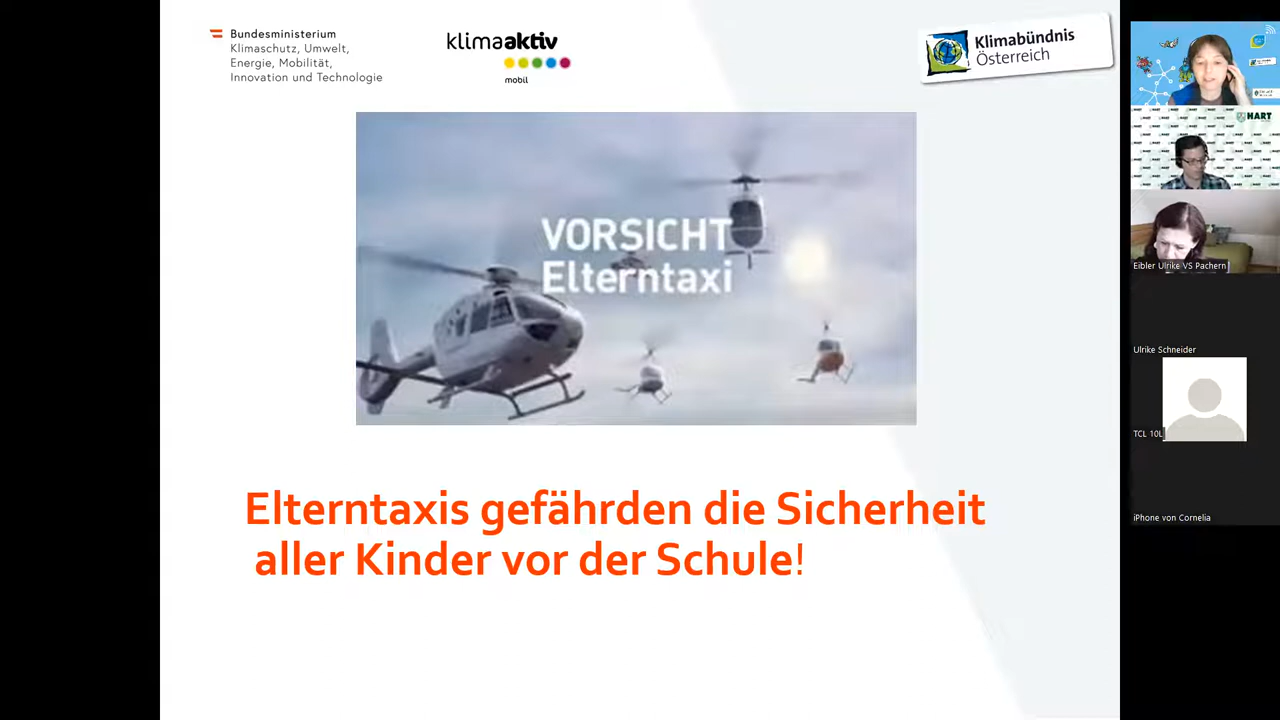 Bundesministerium
Klimaschutz, Umwelt,
Energie, Mobilität,
Innovation und Technologie
klimaaktiv
mobil
Klimabündnis
Österreich
VORSICHT
Elterntaxi
Elterntaxis gefährden die Sicherheit
aller Kinder vor der Schule!
HART
Eibler Ulrike VS Pachern
Ulrike Schneider
TCL 10L
iPhone von Cornelia